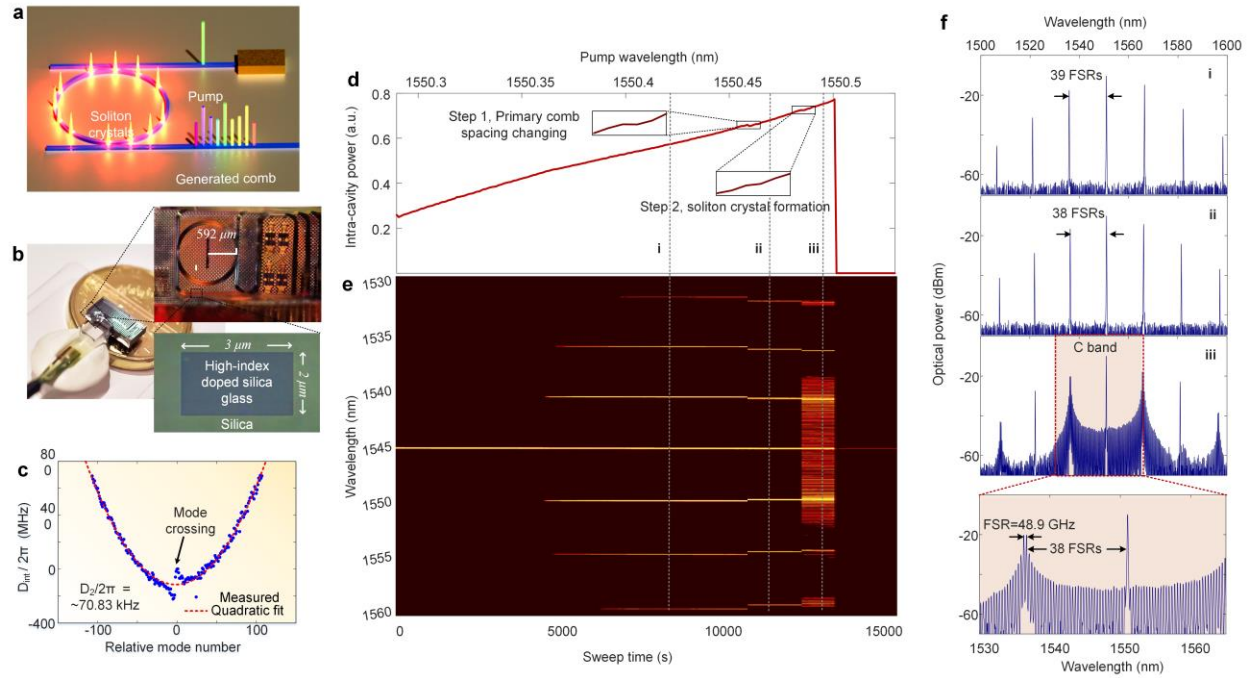 a
Pump
Soliton
crystals
Generated comb
b
592 μm
3 μm
2 μm
High-index
doped silica
glass
Silica
c
80
0
40
0
0
-400
D_int / 2π (MHz)
Mode
crossing
D₂/2π =
~70.83 kHz
Measured
Quadratic fit
-100
0
100
Relative mode number
d
Pump wavelength (nm)
1550.3
1550.4
1550.4
1550.5
0.8
0.6
0.4
0.2
Intra-cavity power (a.u.)
Step 1, Primary comb
spacing changing
Step 2, soliton crystal formation
i
ii
iii
e
1530
1535
1540
1545
1550
1555
1560
Wavelength (nm)
0
5000
10000
15000
Sweep time (s)
f
Wavelength (nm)
1500
1520
1540
1560
1580
1600
i
39 FSRs
-20
-60
ii
38 FSRs
-20
-60
Optical power (dBm)
C band
iii
-20
-60
FSR=48.9 GHz
38 FSRs
-20
-60
1530
1540
1550
1560
Wavelength (nm)